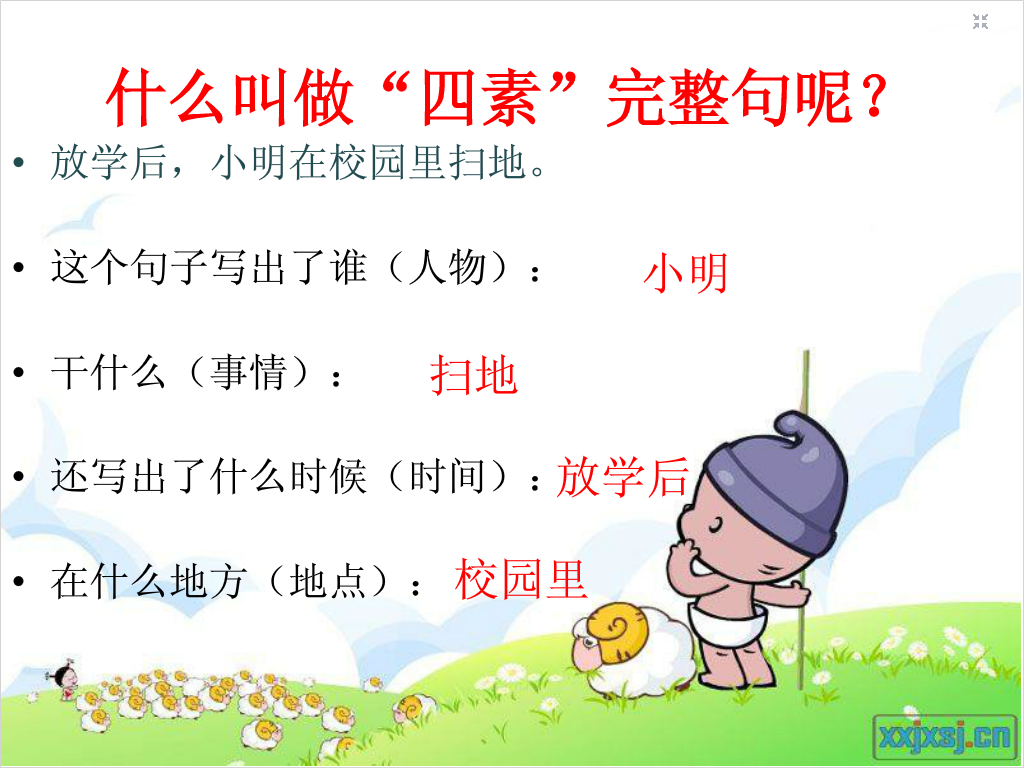 什么叫做“四素”完整句呢？
• 放学后，小明在校园里扫地。
• 这个句子写出了谁（人物）： 小明
• 干什么（事情）： 扫地
• 还写出了什么时候（时间）：放学后
• 在什么地方（地点）： 校园里
xxjxsj.cn